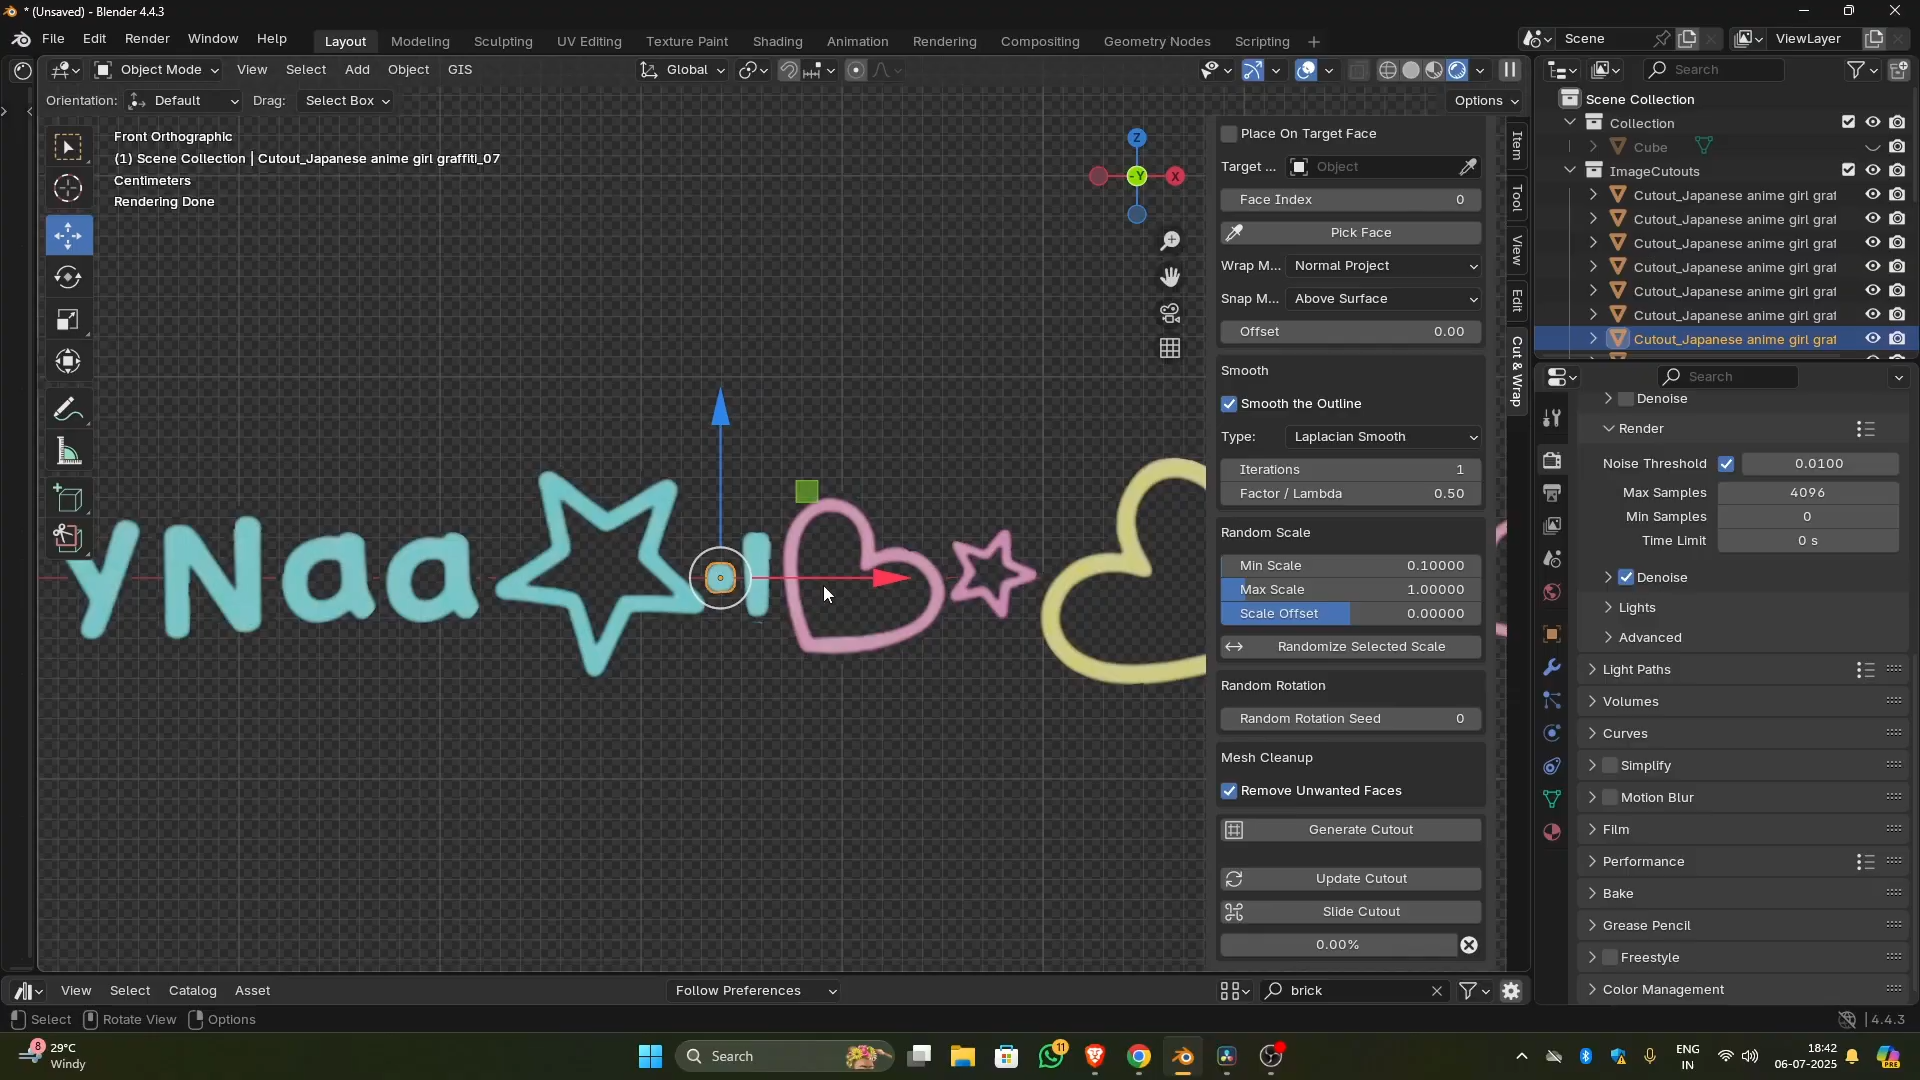 * (Unsaved) - Blender 4.4.3
File Edit Render Window Help Layout Modeling Sculpting UV Editing Texture Paint Shading Animation Rendering Compositing Geometry Nodes Scripting + Scene ViewLayer
Object Mode View Select Add Object GIS Global Search
Orientation: Default Drag: Select Box Options
Front Orthographic
(1) Scene Collection | Cutout_Japanese anime girl graffiti_07
Centimeters
Rendering Done
Z
-Y
X
yNaa
Place On Target Face
Target ... Object
Face Index 0
Pick Face
Wrap M... Normal Project
Snap M... Above Surface
Offset 0.00
Smooth
Smooth the Outline
Type: Laplacian Smooth
Iterations 1
Factor / Lambda 0.50
Random Scale
Min Scale 0.10000
Max Scale 1.00000
Scale Offset 0.00000
Randomize Selected Scale
Random Rotation
Random Rotation Seed 0
Mesh Cleanup
Remove Unwanted Faces
Generate Cutout
Update Cutout
Slide Cutout
0.00%
Item
Tool
View
Edit
Cut & Wrap
Scene Collection
Collection
Cube
ImageCutouts
Cutout_Japanese anime girl graf
Cutout_Japanese anime girl graf
Cutout_Japanese anime girl graf
Cutout_Japanese anime girl graf
Cutout_Japanese anime girl graf
Cutout_Japanese anime girl graf
Cutout_Japanese anime girl graf
Search
Denoise
Render
Noise Threshold 0.0100
Max Samples 4096
Min Samples 0
Time Limit 0 s
Denoise
Lights
Advanced
Light Paths
Volumes
Curves
Simplify
Motion Blur
Film
Performance
Bake
Grease Pencil
Freestyle
Color Management
View Select Catalog Asset Follow Preferences brick
Select Rotate View Options 4.4.3
8 29°C
Windy
Search
11
ENG
IN
18:42
06-07-2025
PRE